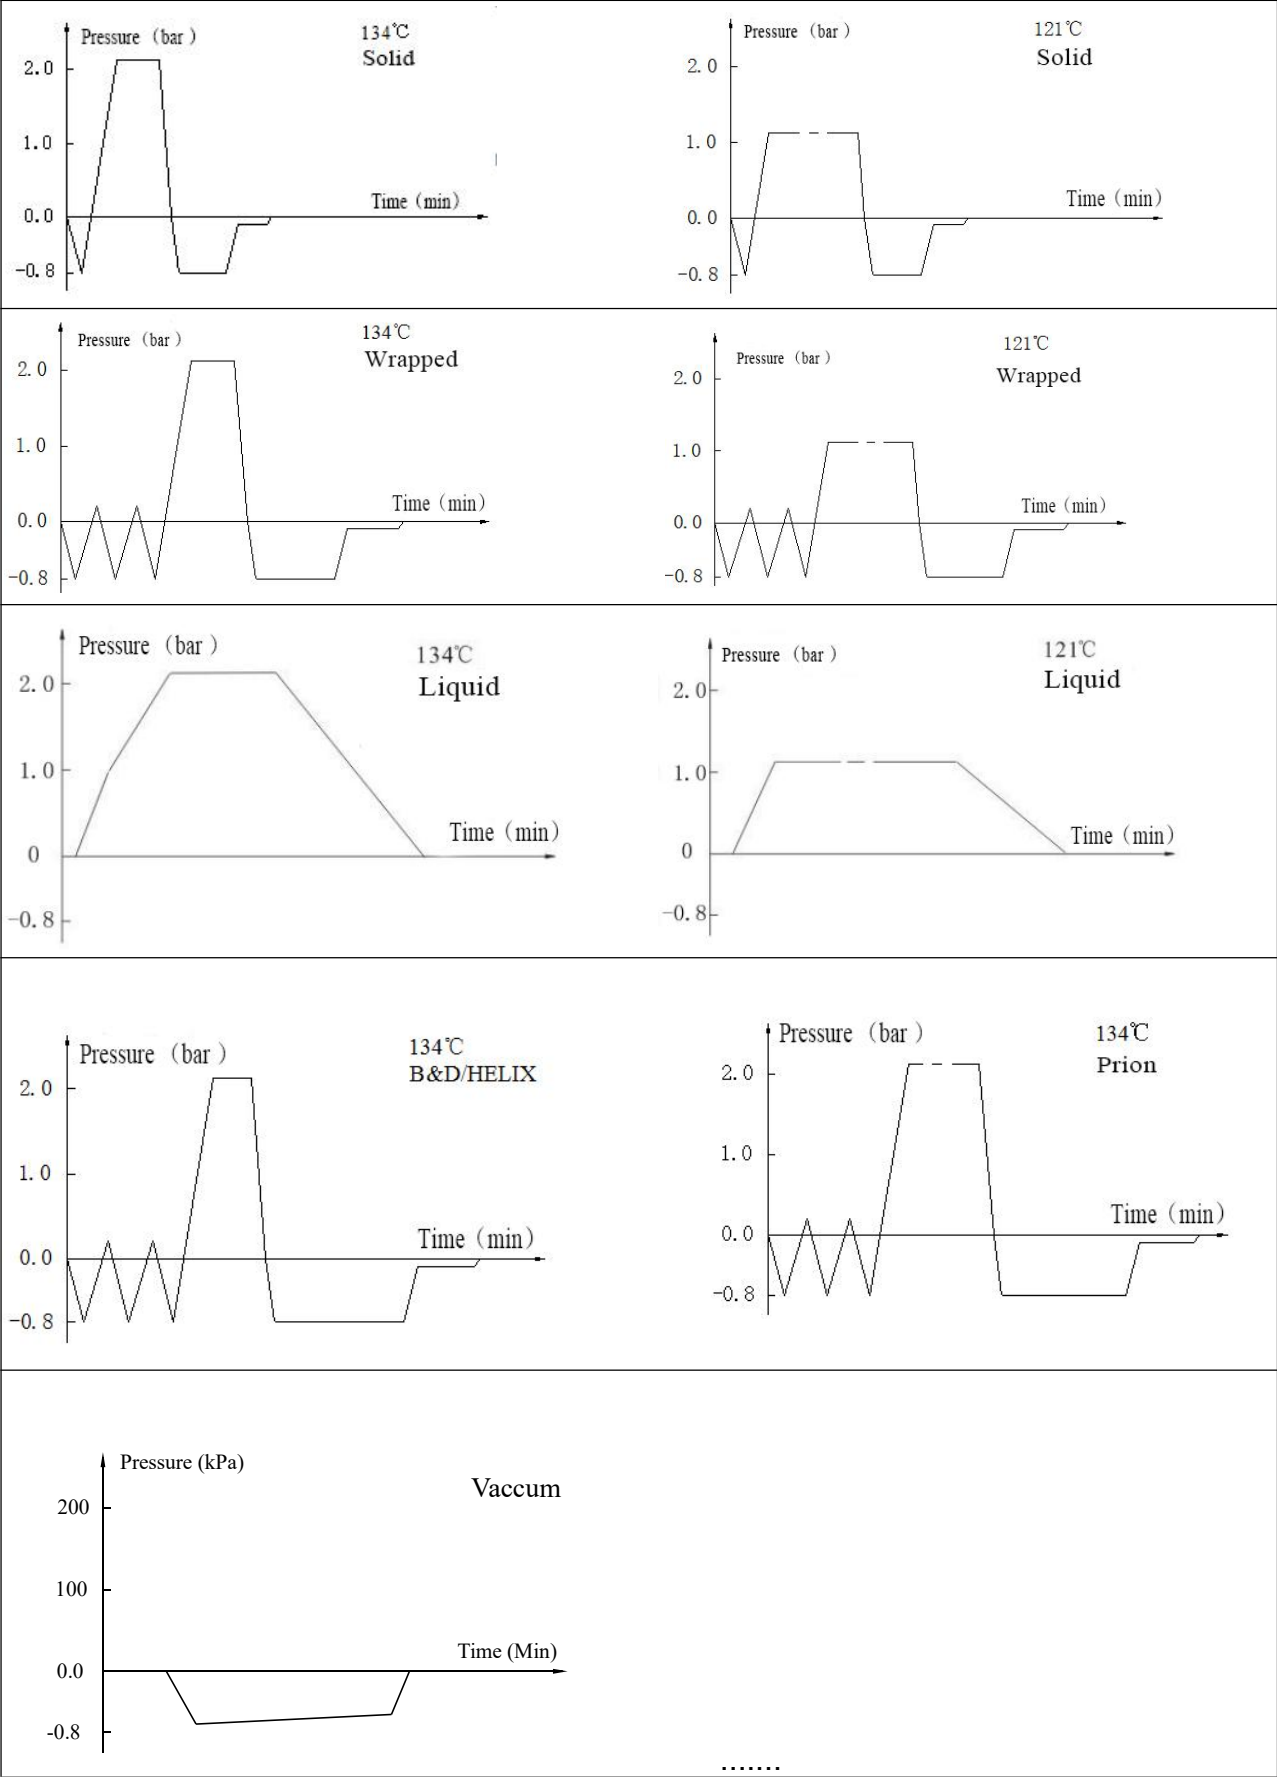 Pressure（bar ）
134℃
Solid
2.0
1.0
0.0
-0.8
Time（min）
Pressure（bar ）
121℃
Solid
2.0
1.0
0.0
-0.8
Time（min）
Pressure（bar ）
134℃
Wrapped
2.0
1.0
0.0
-0.8
Time（min）
Pressure（bar ）
121℃
Wrapped
2.0
1.0
0.0
-0.8
Time（min）
Pressure（bar ）
134℃
Liquid
2.0
1.0
0
-0.8
Time（min）
Pressure（bar ）
121℃
Liquid
2.0
1.0
0
-0.8
Time（min）
Pressure（bar ）
134℃
B&D/HELIX
2.0
1.0
0.0
-0.8
Time（min）
Pressure（bar ）
134℃
Prion
2.0
1.0
0.0
-0.8
Time（min）
Pressure (kPa)
Vaccum
200
100
0.0
-0.8
Time (Min)
.......